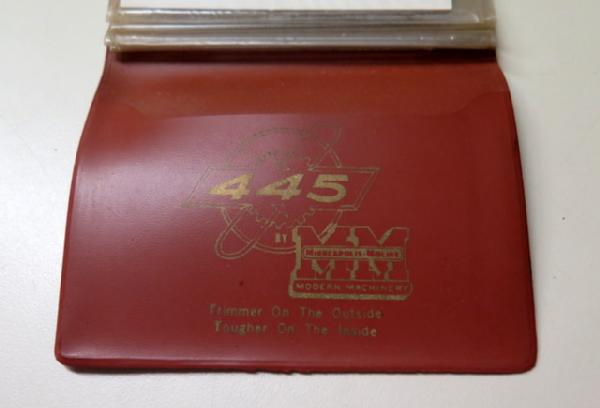 445
BY
MM
MINNEAPOLIS-MOLINE
MODERN MACHINERY
Trimmer On The Outside
Tougher On The Inside